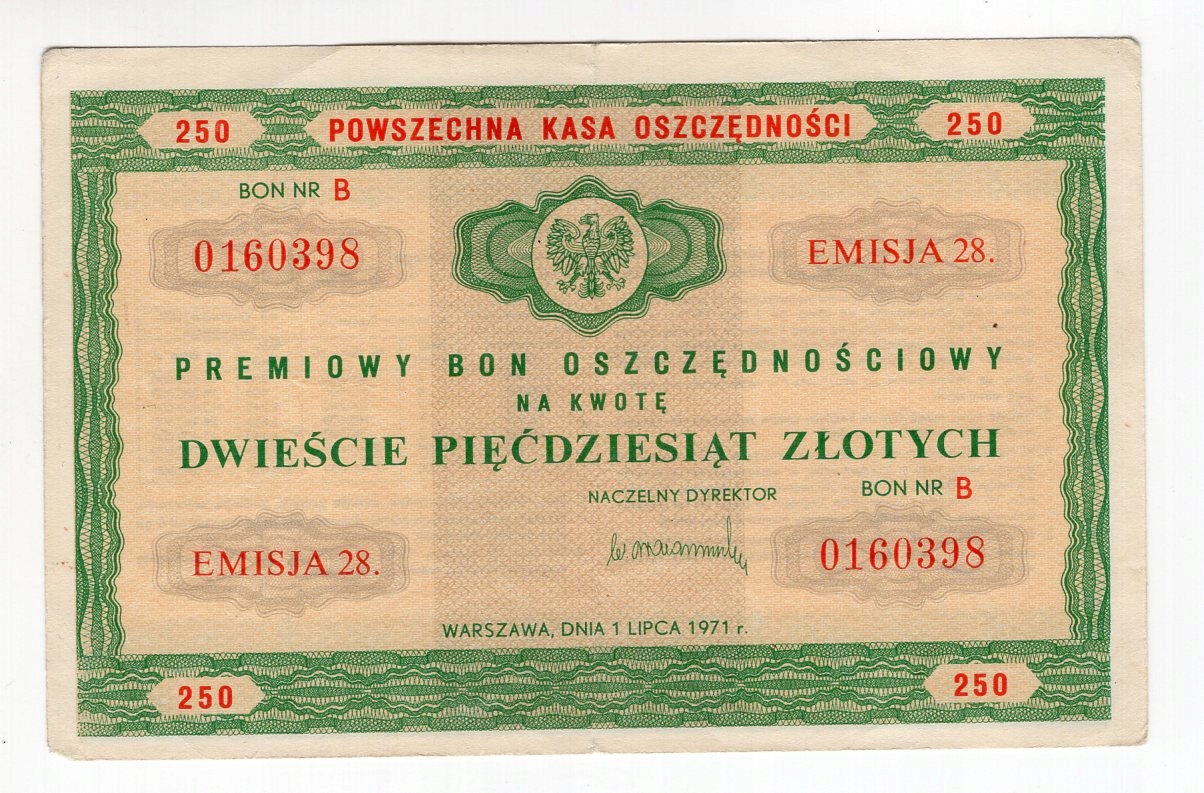 250 POWSZECHNA KASA OSZCZĘDNOŚCI 250
BON NR B
0160398
EMISJA 28.
PREMIOWY BON OSZCZĘDNOŚCIOWY
NA KWOTĘ
DWIEŚCIE PIĘĆDZIESIĄT ZŁOTYCH
NACZELNY DYREKTOR
BON NR B
EMISJA 28.
0160398
WARSZAWA, DNIA 1 LIPCA 1971 r.
250 250